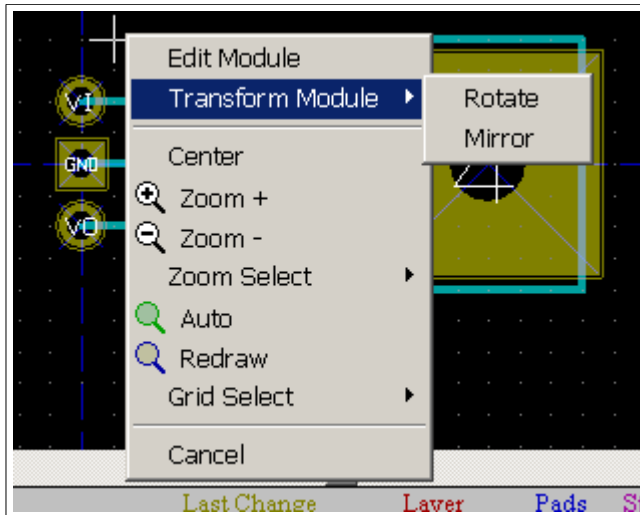 Edit Module
Transform Module
Rotate
Mirror
VI
GND
VO
Center
Zoom +
Zoom -
Zoom Select
Auto
Redraw
Grid Select
Cancel
Last Change Layer Pads